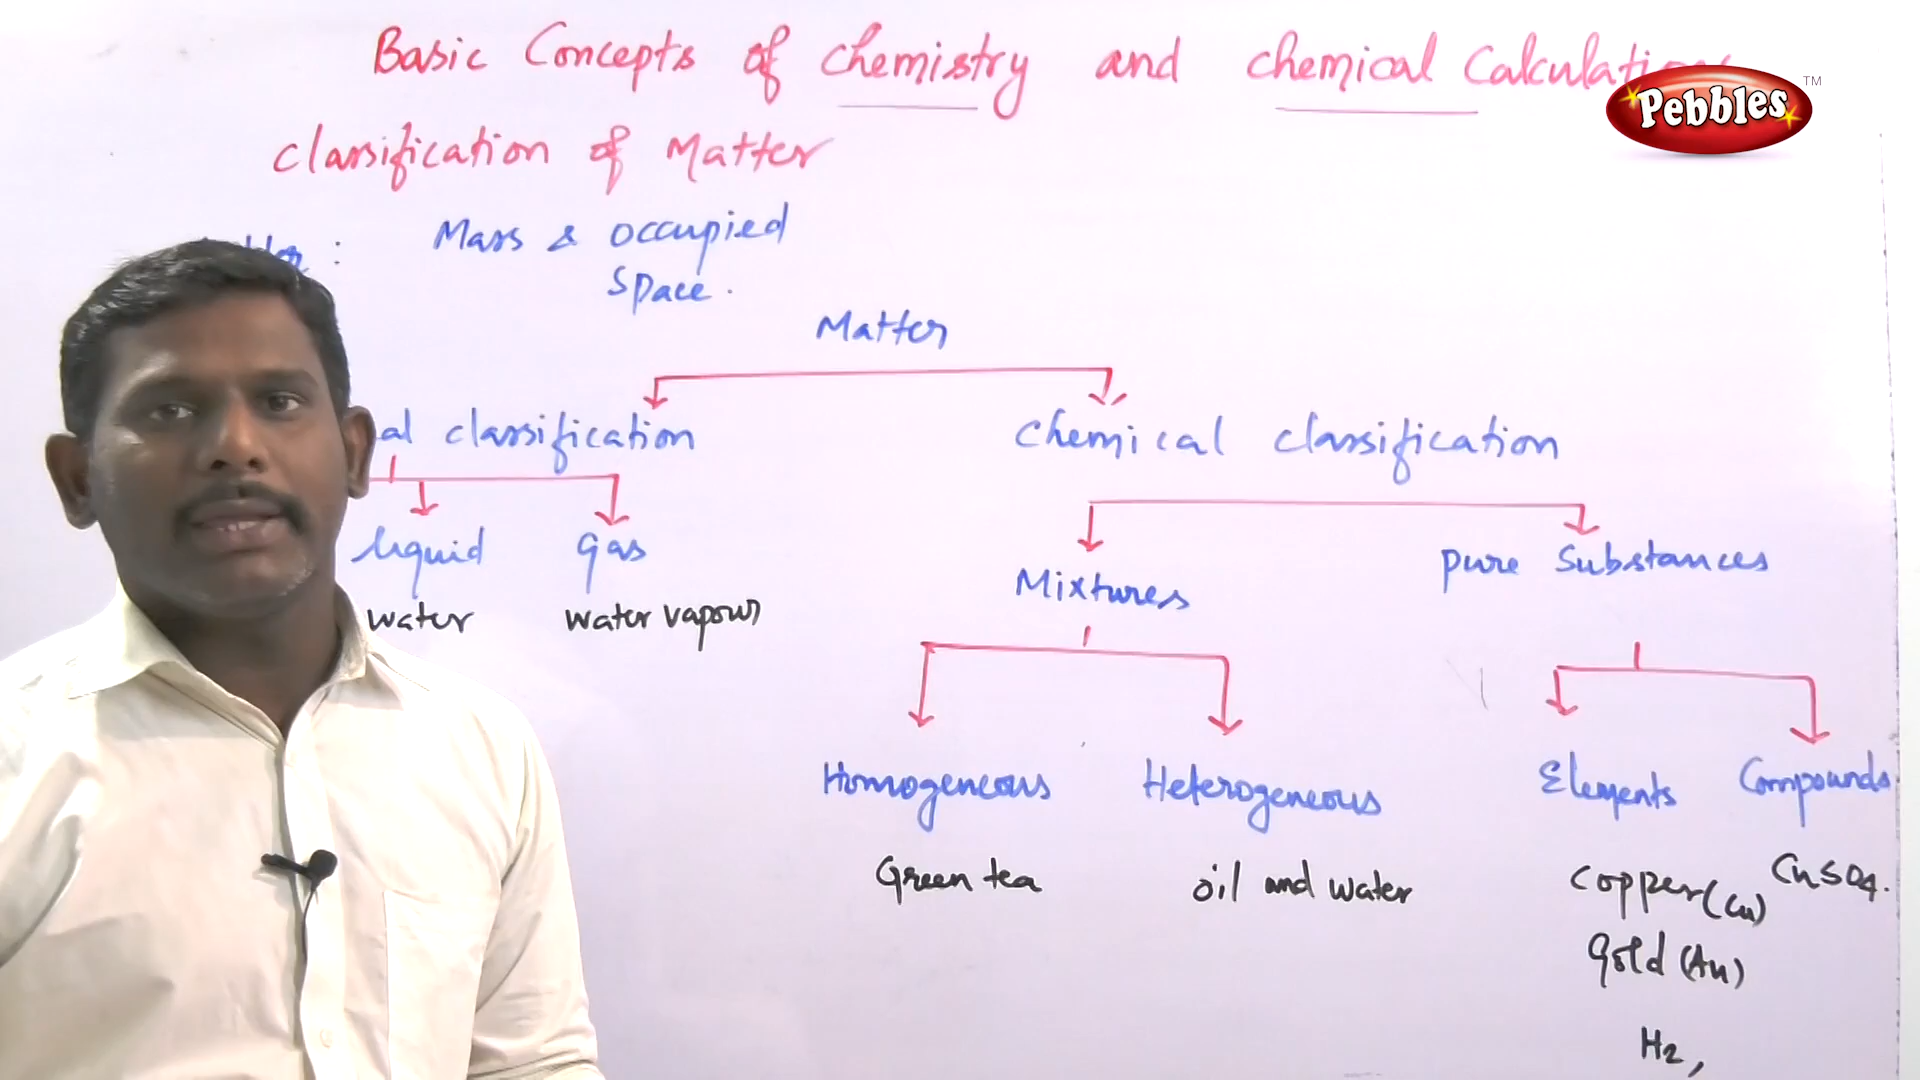 Basic Concepts of chemistry and chemical Calculations
Pebbles TM
classification of Matter
: Mass & occupied
space.
Matter
al classification
chemical classification
liquid gas
Mixtures
pure substances
water water vapour
Homogeneous Heterogeneous
Elements Compounds
Green tea oil and water
copper (Cu) CuSO4.
Gold (Au)
H2,